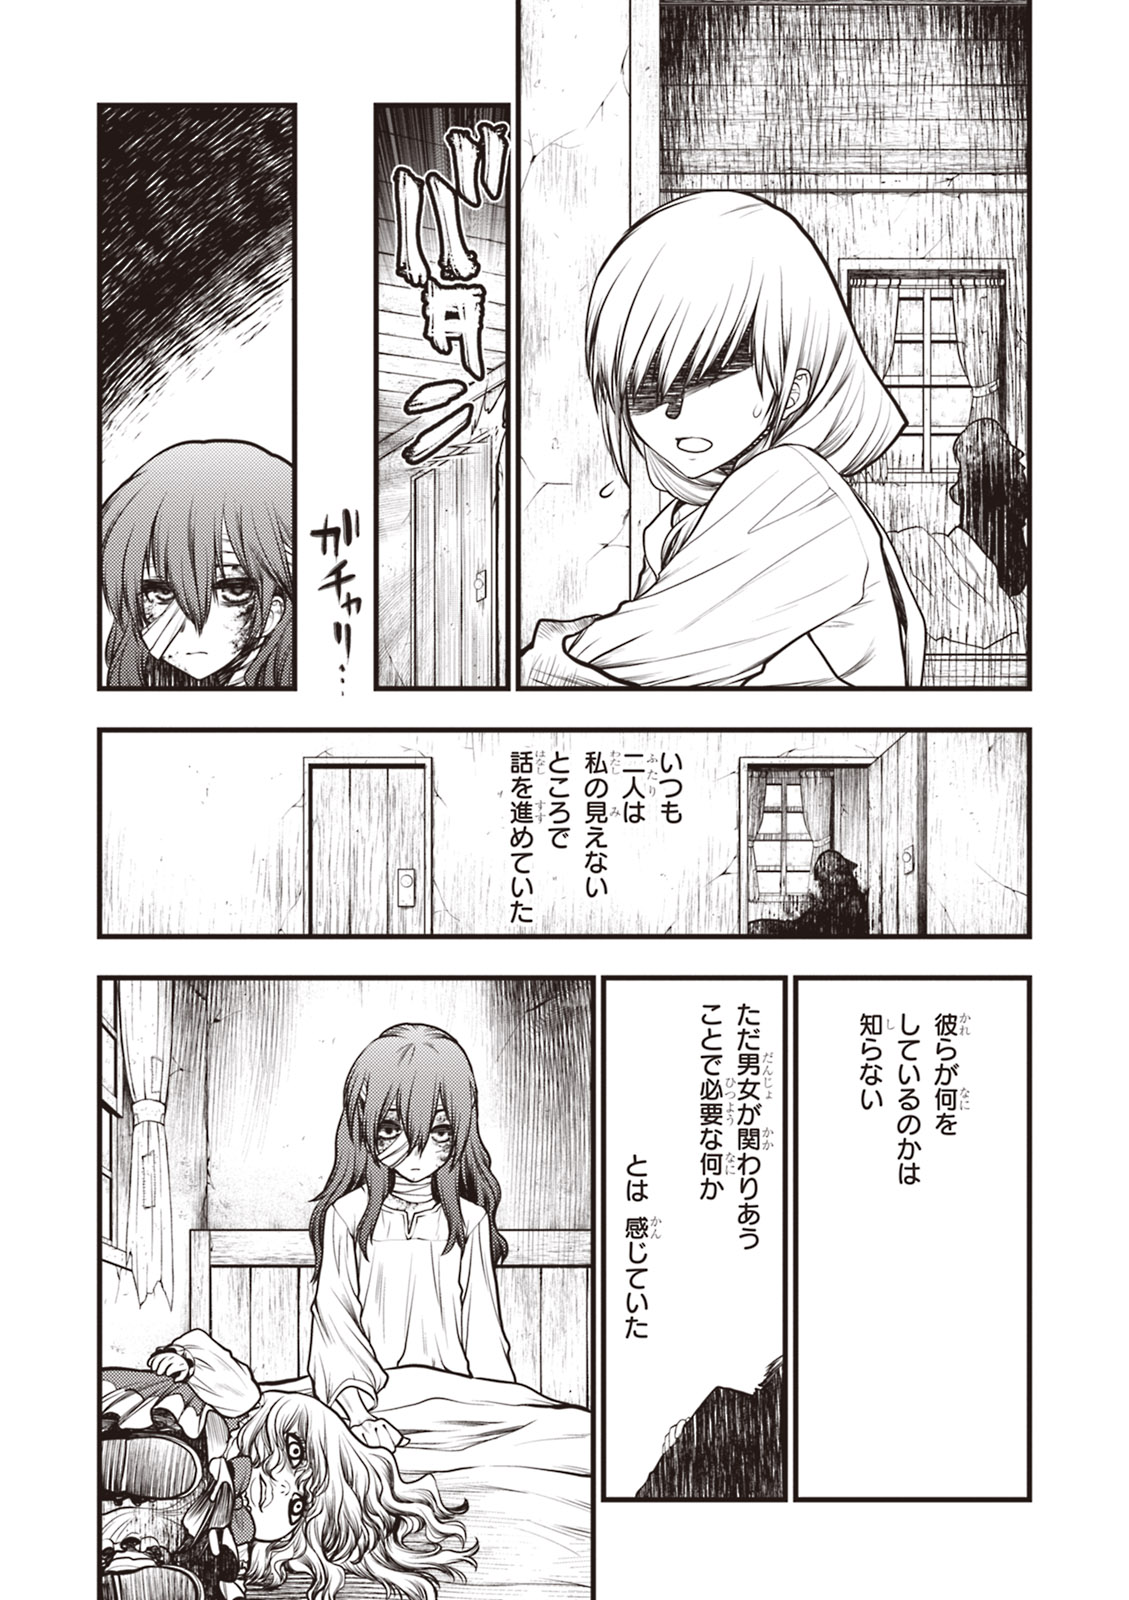 バタン
ガチャリ…
いつも
二人は
私の見えない
ところで
話を進めていた
彼らが何を
しているのかは
知らない
ただ男女が関わりあう
ことで必要な何か
とは 感じていた